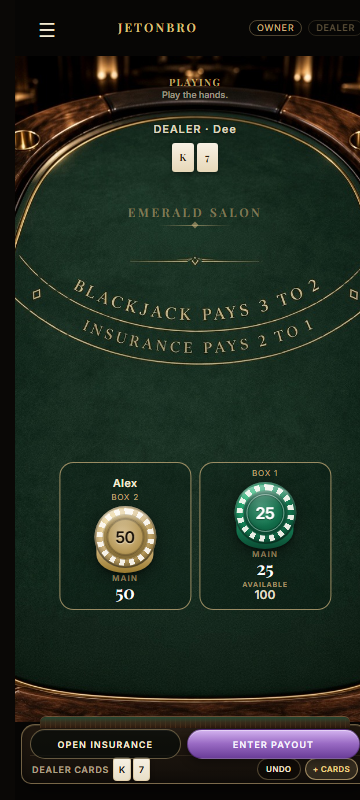 JETONBRO
OWNER
DEALER
PLAYING
Play the hands.
DEALER · Dee
K 7
EMERALD SALON
BLACKJACK PAYS 3 TO 2
INSURANCE PAYS 2 TO 1
Alex
BOX 2
50
MAIN
50
BOX 1
25
MAIN
25
AVAILABLE
100
OPEN INSURANCE
ENTER PAYOUT
DEALER CARDS K 7
UNDO
+ CARDS